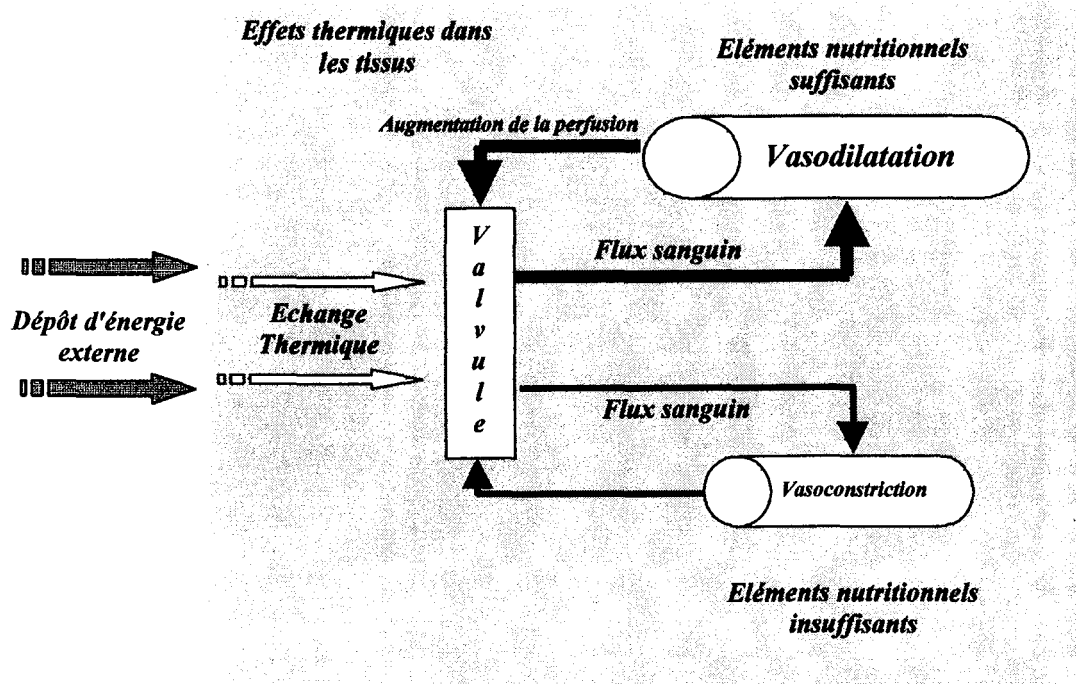 Effets thermiques dans
les tissus
Eléments nutritionnels
suffisants
Augmentation de la perfusion
Vasodilatation
Valvule
Flux sanguin
Dépôt d'énergie
externe
Echange
Thermique
Flux sanguin
Vasoconstriction
Eléments nutritionnels
insuffisants